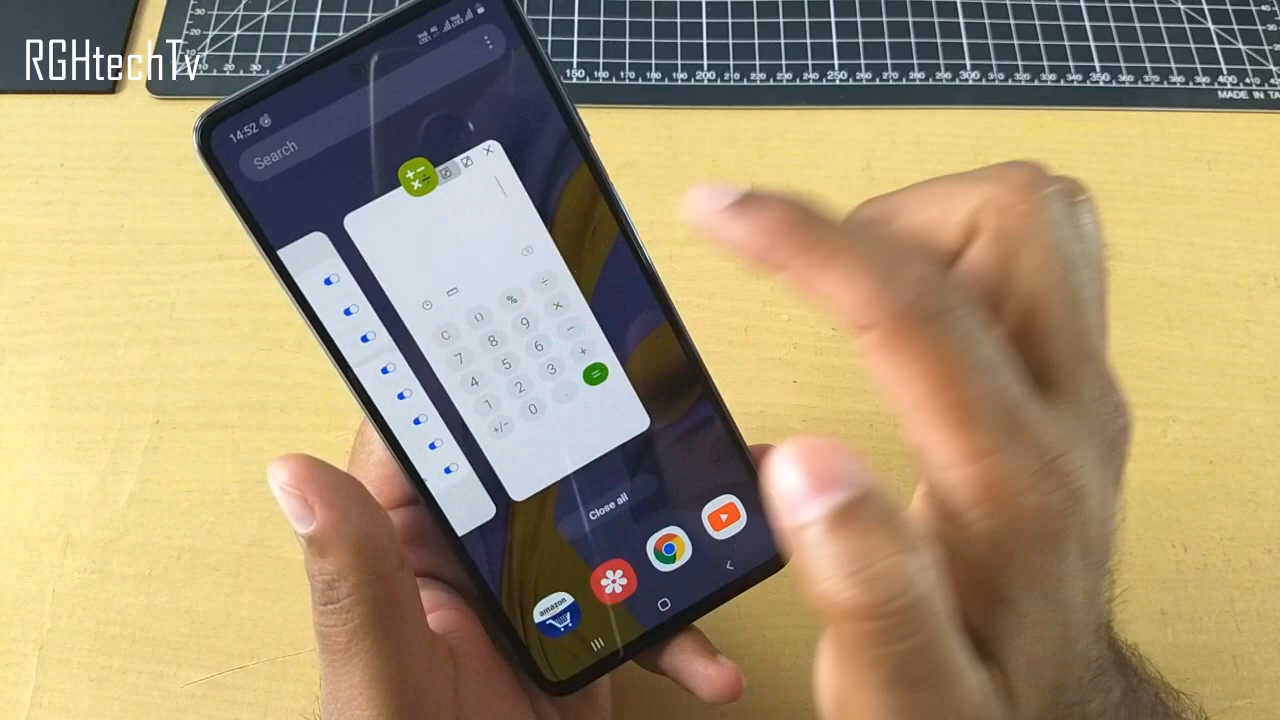 RGHtechTv
14:52
Search
150 160 170 180 190 200 210 220 230 240 250 260 270 280 290 300 310 320 330 340 350 360 370 380 390 400 410
MADE IN TA
C () % ÷
7 8 9 ×
4 5 6 −
1 2 3 +
+/− 0 . =
Close all
amazon